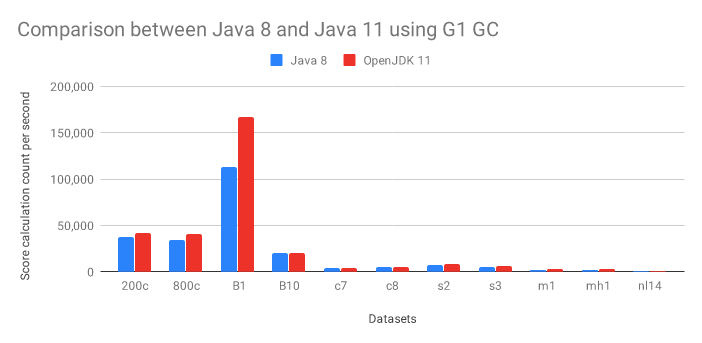 Comparison between Java 8 and Java 11 using G1 GC
Java 8 OpenJDK 11
Score calculation count per second
200,000
150,000
100,000
50,000
0
200c 800c B1 B10 c7 c8 s2 s3 m1 mh1 nl14
Datasets